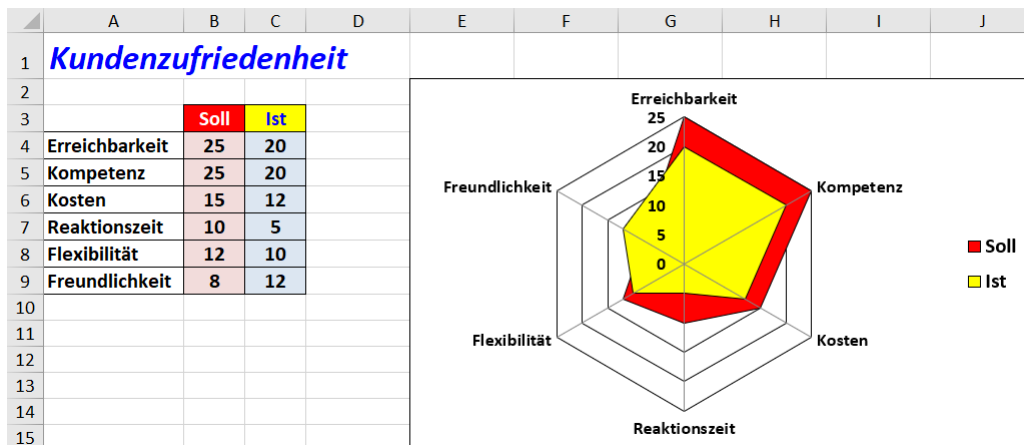 A B C D E F G H I J
1 Kundenzufriedenheit
2
3 Soll Ist
4 Erreichbarkeit 25 20
5 Kompetenz 25 20
6 Kosten 15 12
7 Reaktionszeit 10 5
8 Flexibilität 12 10
9 Freundlichkeit 8 12
10
11
12
13
14
15
Erreichbarkeit
25
20
15
10
5
0
Freundlichkeit
Kompetenz
Flexibilität
Kosten
Reaktionszeit
Soll
Ist